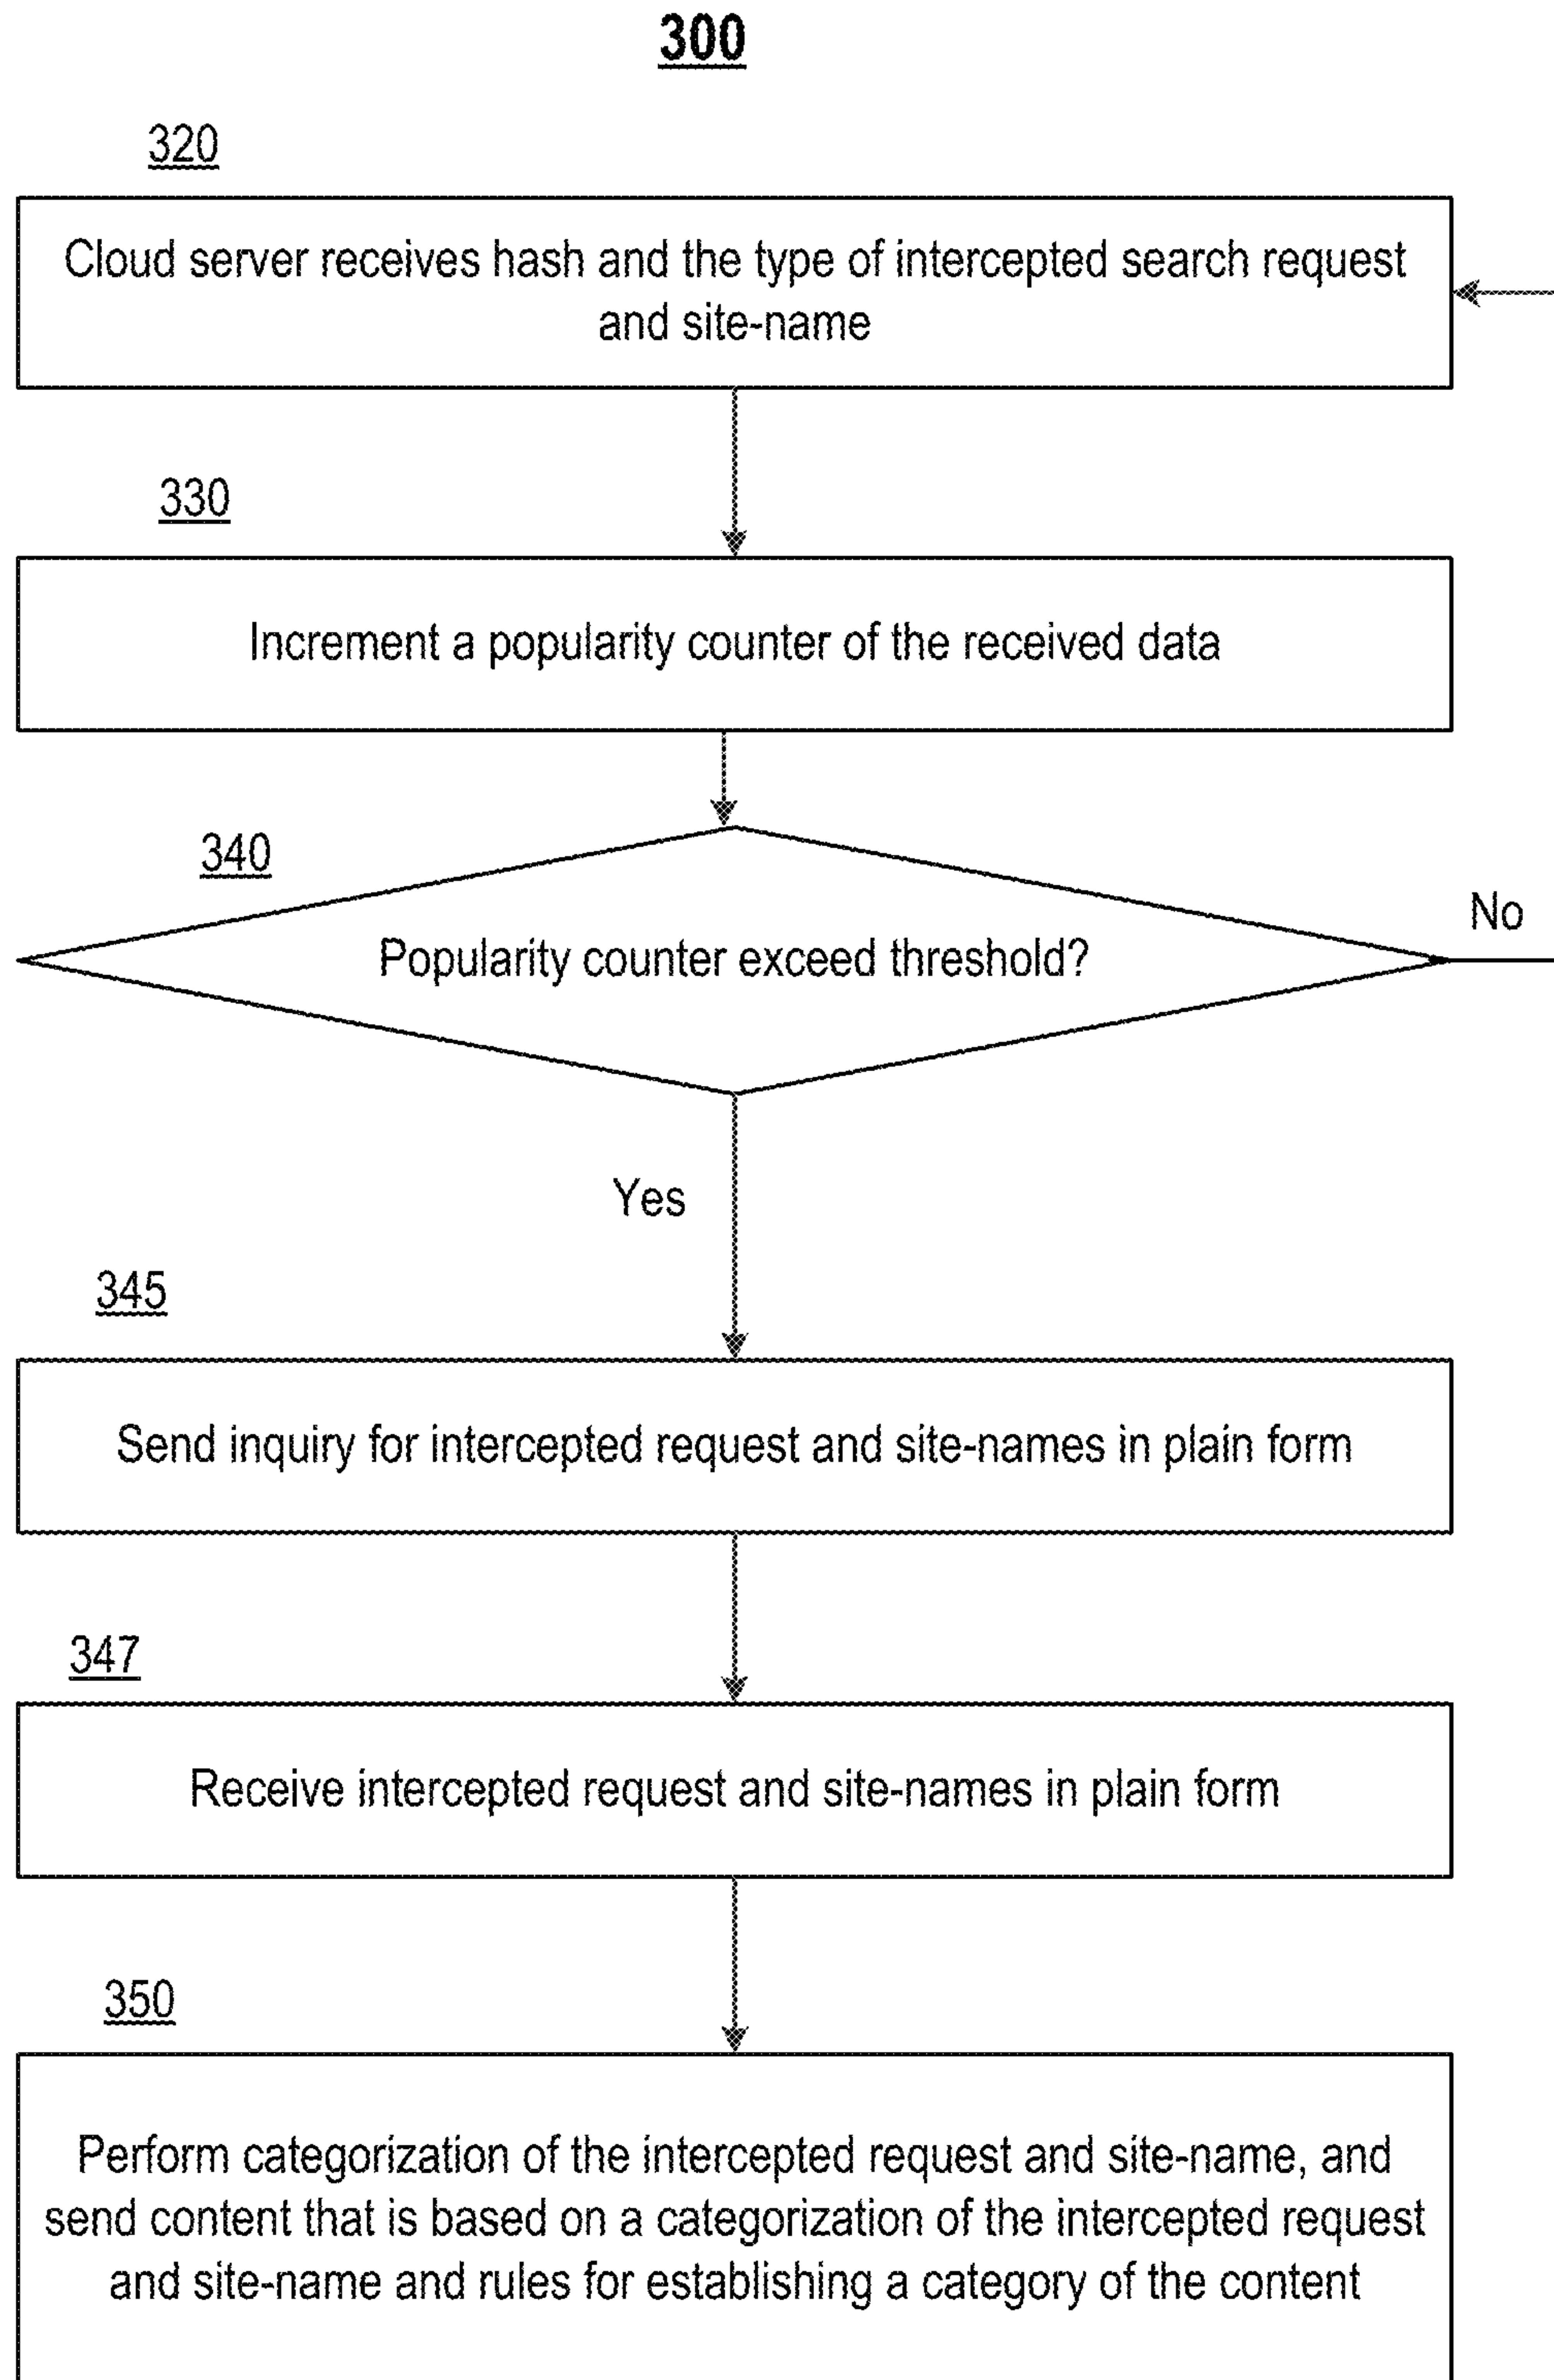 300
320
Cloud server receives hash and the type of intercepted search request
and site-name
330
Increment a popularity counter of the received data
340
Popularity counter exceed threshold?
No
Yes
345
Send inquiry for intercepted request and site-names in plain form
347
Receive intercepted request and site-names in plain form
350
Perform categorization of the intercepted request and site-name, and
send content that is based on a categorization of the intercepted request
and site-name and rules for establishing a category of the content